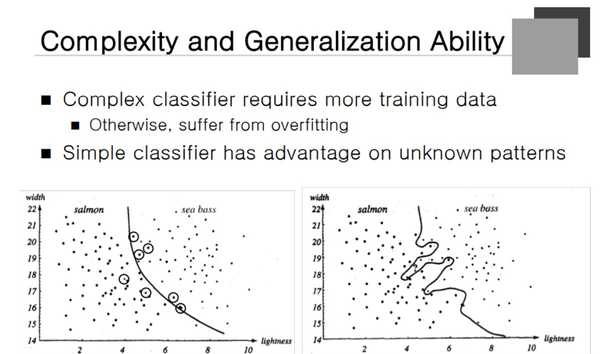 Complexity and Generalization Ability
Complex classifier requires more training data
Otherwise, suffer from overfitting
Simple classifier has advantage on unknown patterns
width
22
salmon
sea bass
21
20
19
18
17
16
15
14
2
4
6
8
10
lightness
width
22
salmon
sea bass
21
20
19
18
17
16
15
14
2
4
6
8
10
lightness